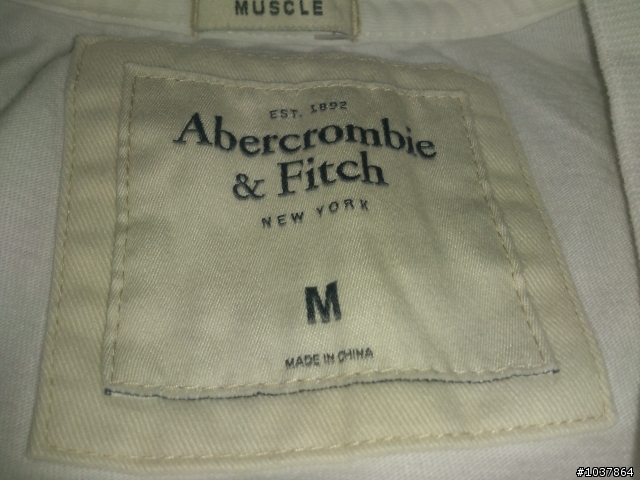 MUSCLE
EST. 1892
Abercrombie
& Fitch
NEW YORK
M
MADE IN CHINA
#1037864